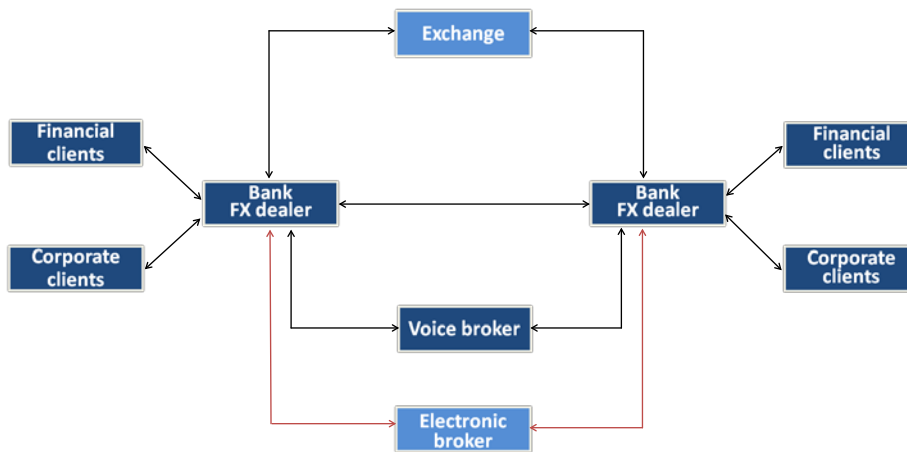 Exchange
Financial
clients
Financial
clients
Bank
FX dealer
Bank
FX dealer
Corporate
clients
Corporate
clients
Voice broker
Electronic
broker